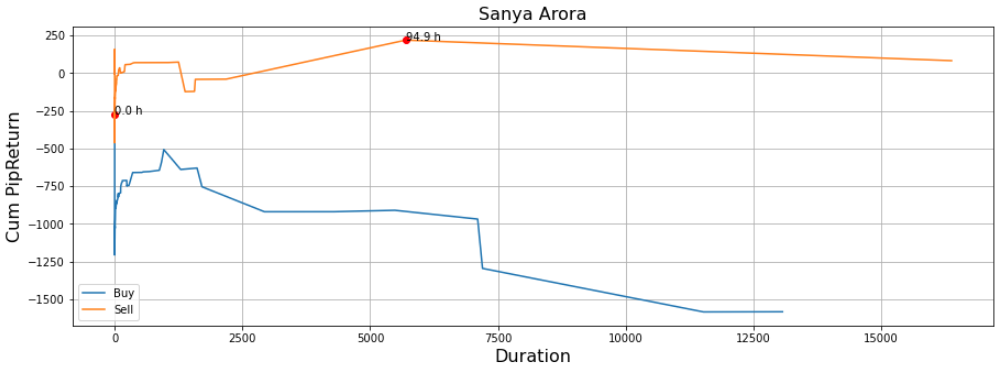 Sanya Arora
250
0
−250
−500
−750
−1000
−1250
−1500
Cum PipReturn
94.9 h
0.0 h
Buy
Sell
0
2500
5000
7500
10000
12500
15000
Duration